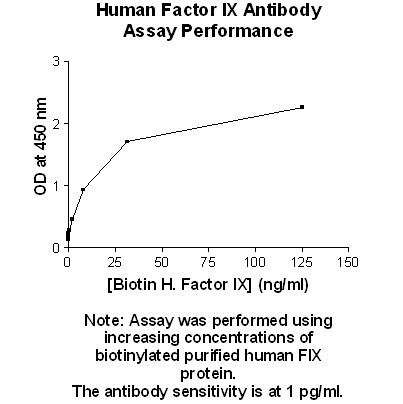 Human Factor IX Antibody
Assay Performance
3
2
1
0
OD at 450 nm
0 25 50 75 100 125 150
[Biotin H. Factor IX] (ng/ml)
Note: Assay was performed using
increasing concentrations of
biotinylated purified human FIX
protein.
The antibody sensitivity is at 1 pg/ml.